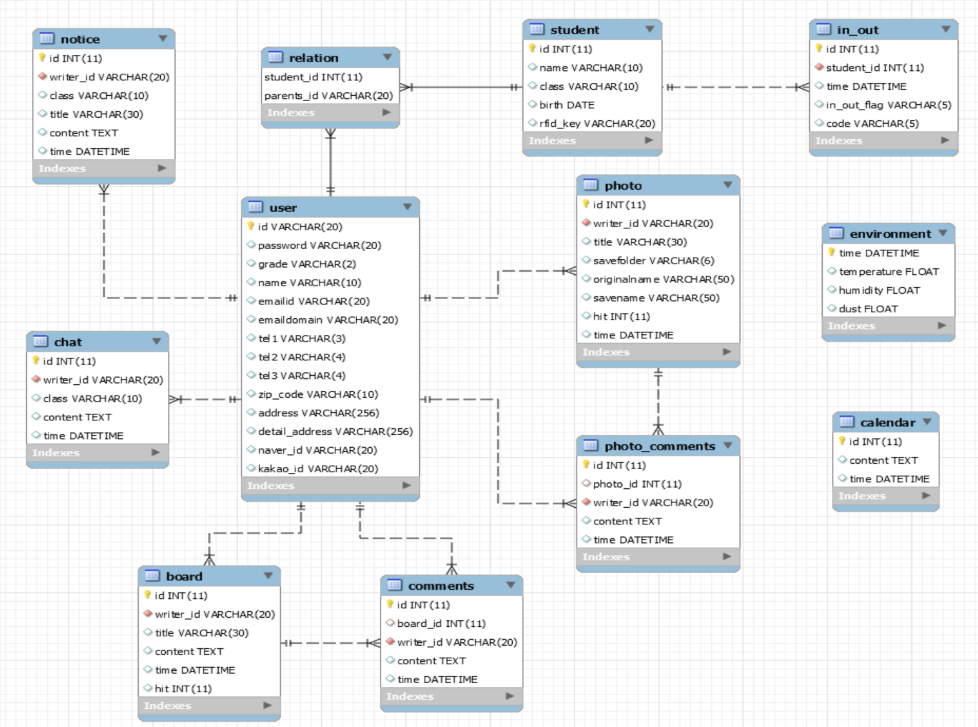 notice
id INT(11)
writer_id VARCHAR(20)
class VARCHAR(10)
title VARCHAR(30)
content TEXT
time DATETIME
Indexes
relation
student_id INT(11)
parents_id VARCHAR(20)
Indexes
student
id INT(11)
name VARCHAR(10)
class VARCHAR(10)
birth DATE
rfid_key VARCHAR(20)
Indexes
in_out
id INT(11)
student_id INT(11)
time DATETIME
in_out_flag VARCHAR(5)
code VARCHAR(5)
Indexes
user
id VARCHAR(20)
password VARCHAR(20)
grade VARCHAR(2)
name VARCHAR(10)
emailid VARCHAR(20)
emaildomain VARCHAR(20)
tel1 VARCHAR(3)
tel2 VARCHAR(4)
tel3 VARCHAR(4)
zip_code VARCHAR(10)
address VARCHAR(256)
detail_address VARCHAR(256)
naver_id VARCHAR(20)
kakao_id VARCHAR(20)
Indexes
photo
id INT(11)
writer_id VARCHAR(20)
title VARCHAR(30)
savefolder VARCHAR(6)
originalname VARCHAR(50)
savename VARCHAR(50)
hit INT(11)
time DATETIME
Indexes
environment
time DATETIME
temperature FLOAT
humidity FLOAT
dust FLOAT
Indexes
chat
id INT(11)
writer_id VARCHAR(20)
class VARCHAR(10)
content TEXT
time DATETIME
Indexes
photo_comments
id INT(11)
photo_id INT(11)
writer_id VARCHAR(20)
content TEXT
time DATETIME
Indexes
calendar
id INT(11)
content TEXT
time DATETIME
Indexes
board
id INT(11)
writer_id VARCHAR(20)
title VARCHAR(30)
content TEXT
time DATETIME
hit INT(11)
Indexes
comments
id INT(11)
board_id INT(11)
writer_id VARCHAR(20)
content TEXT
time DATETIME
Indexes